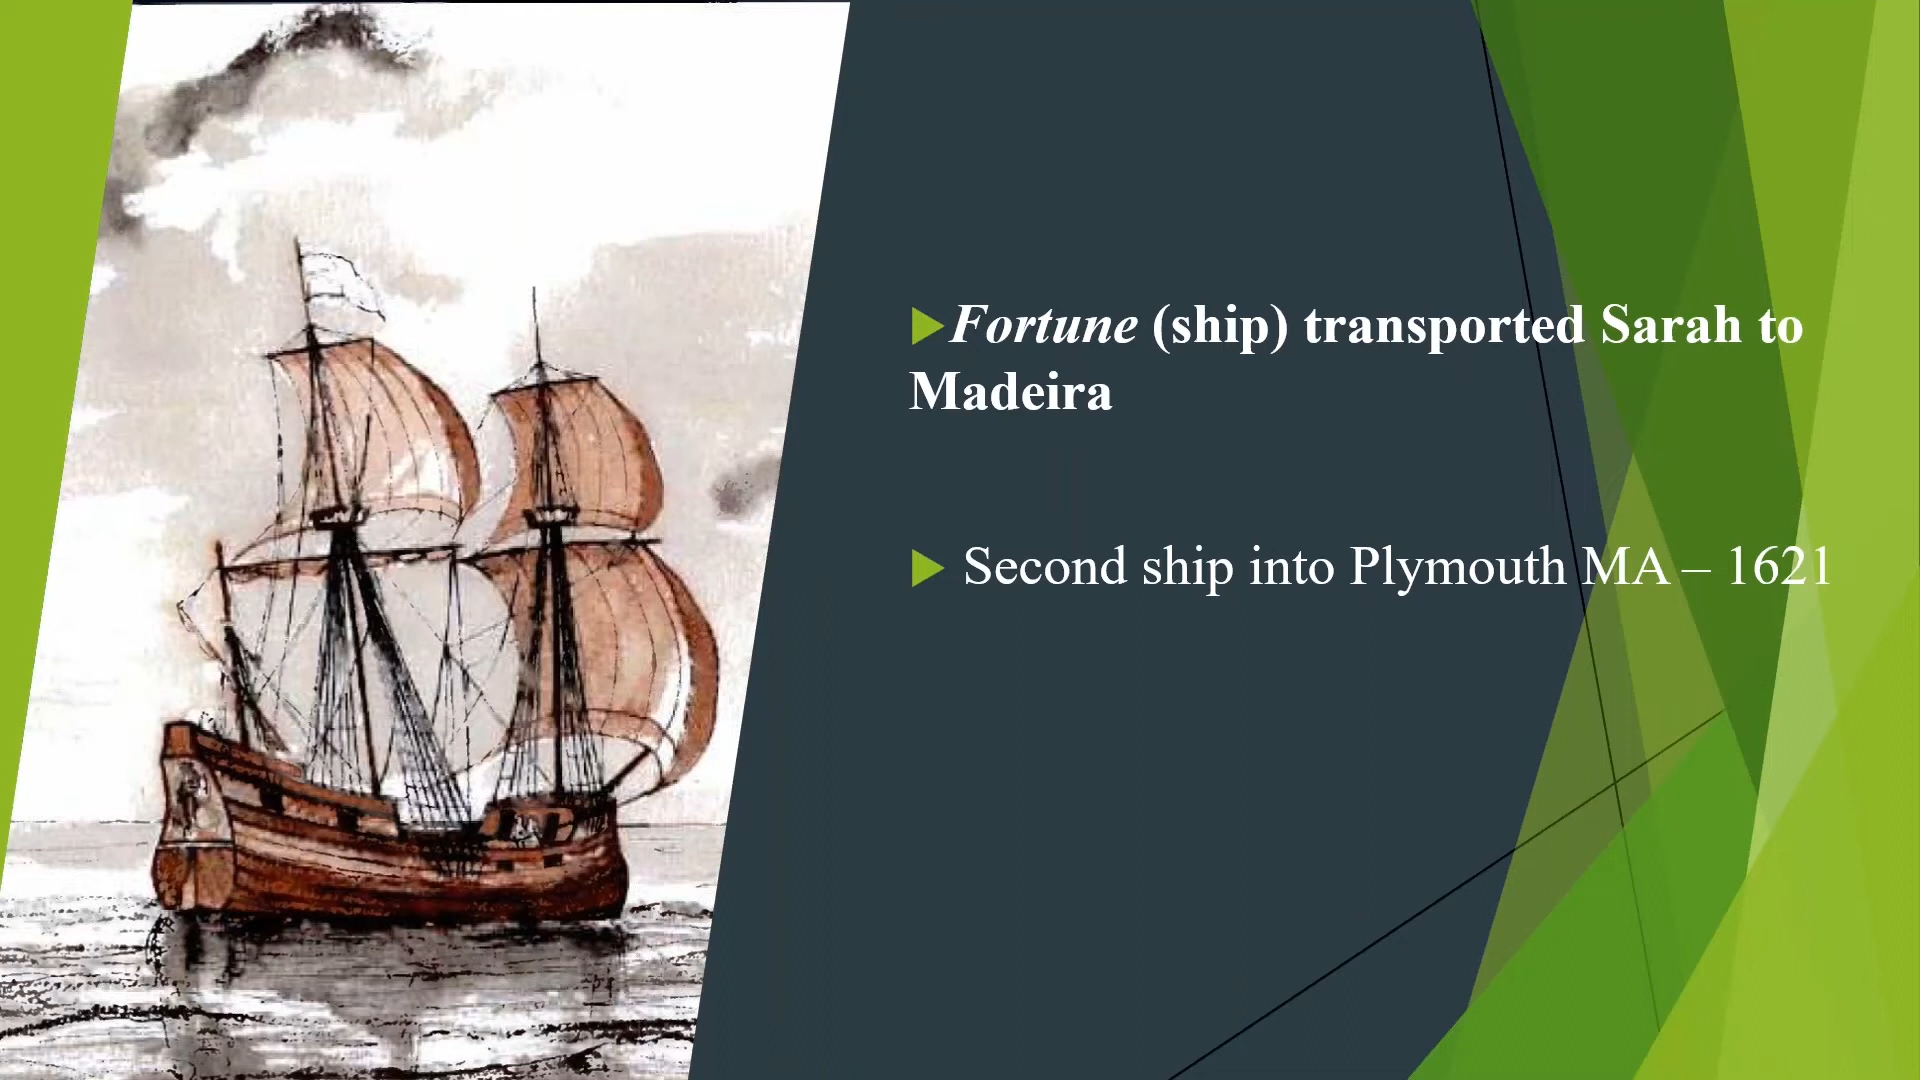 Fortune (ship) transported Sarah to
Madeira
Second ship into Plymouth MA – 1621